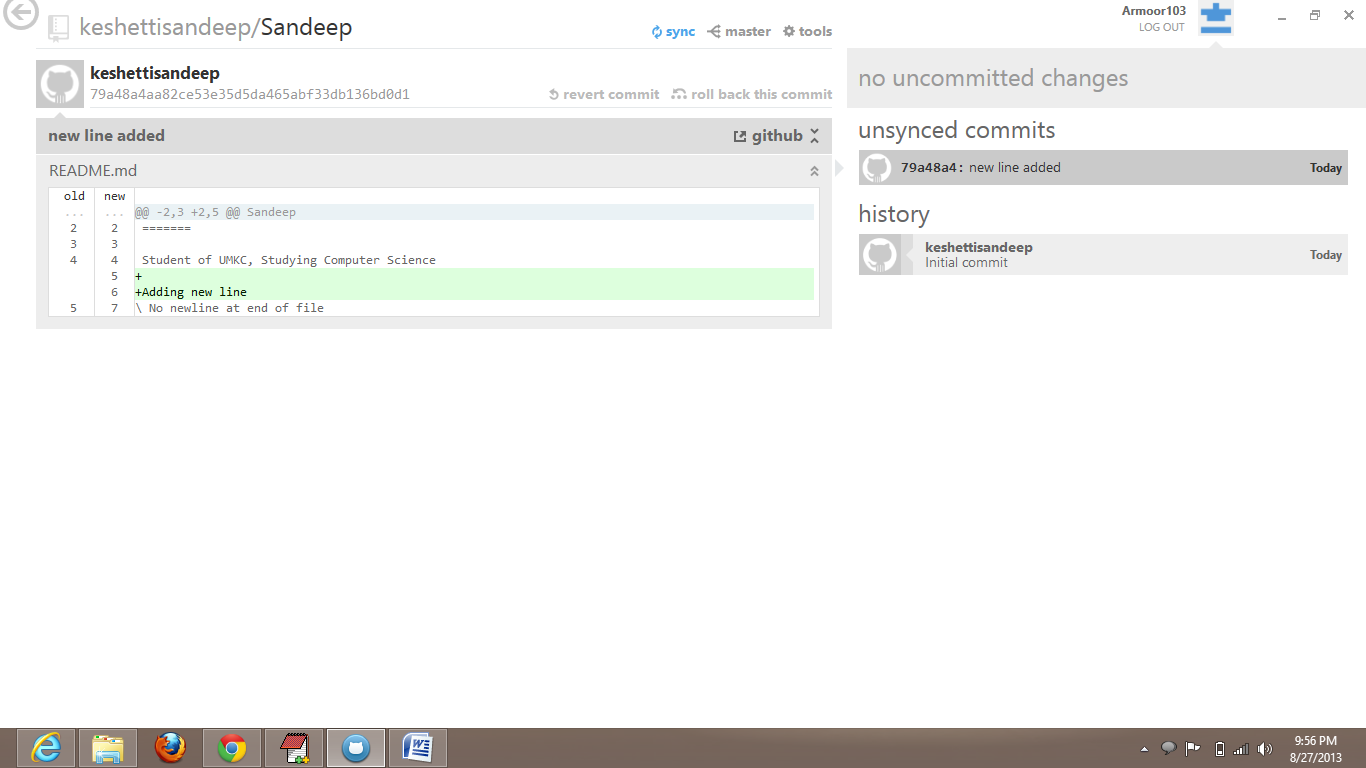 keshettisandeep/Sandeep
sync master tools
Armoor103
LOG OUT
keshettisandeep
79a48a4aa82ce53e35d5da465abf33db136bd0d1
revert commit roll back this commit
new line added
github
README.md
old new
... ... @@ -2,3 +2,5 @@ Sandeep
2 2 =======
3 3
4 4 Student of UMKC, Studying Computer Science
5 +
6 +Adding new line
5 7 \ No newline at end of file
no uncommitted changes
unsynced commits
79a48a4: new line added Today
history
keshettisandeep
Initial commit
Today
9:56 PM
8/27/2013